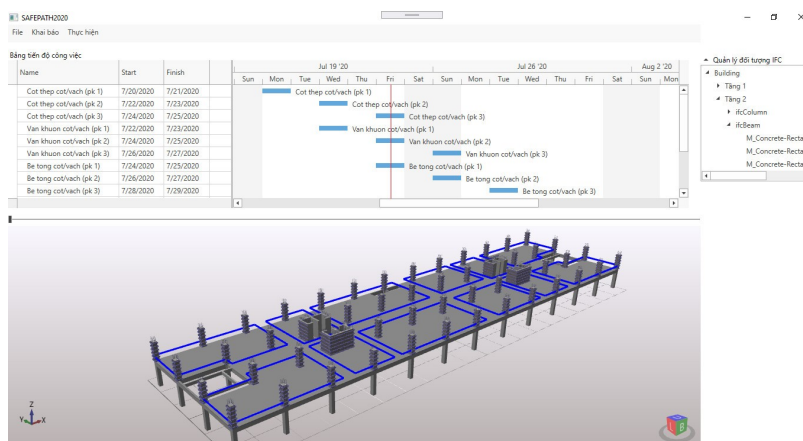 SAFEPATH2020
File Khai báo Thực hiện
Bảng tiến độ công việc
Name Start Finish
Jul 19 '20 Jul 26 '20 Aug 2 '20
Sun Mon Tue Wed Thu Fri Sat Sun Mon Tue Wed Thu Fri Sat Sun Mon
Cot thep cot/vach (pk 1) 7/20/2020 7/21/2020 Cot thep cot/vach (pk 1)
Cot thep cot/vach (pk 2) 7/22/2020 7/23/2020 Cot thep cot/vach (pk 2)
Cot thep cot/vach (pk 3) 7/24/2020 7/25/2020 Cot thep cot/vach (pk 3)
Van khuon cot/vach (pk 1) 7/22/2020 7/23/2020 Van khuon cot/vach (pk 1)
Van khuon cot/vach (pk 2) 7/24/2020 7/25/2020 Van khuon cot/vach (pk 2)
Van khuon cot/vach (pk 3) 7/26/2020 7/27/2020 Van khuon cot/vach (pk 3)
Be tong cot/vach (pk 1) 7/24/2020 7/25/2020 Be tong cot/vach (pk 1)
Be tong cot/vach (pk 2) 7/26/2020 7/27/2020 Be tong cot/vach (pk 2)
Be tong cot/vach (pk 3) 7/28/2020 7/29/2020 Be tong cot/vach (pk 3)
Quản lý đối tượng IFC
Building
Tầng 1
Tầng 2
ifcColumn
ifcBeam
M_Concrete-Recta
M_Concrete-Recta
M_Concrete-Recta
Z
Y X